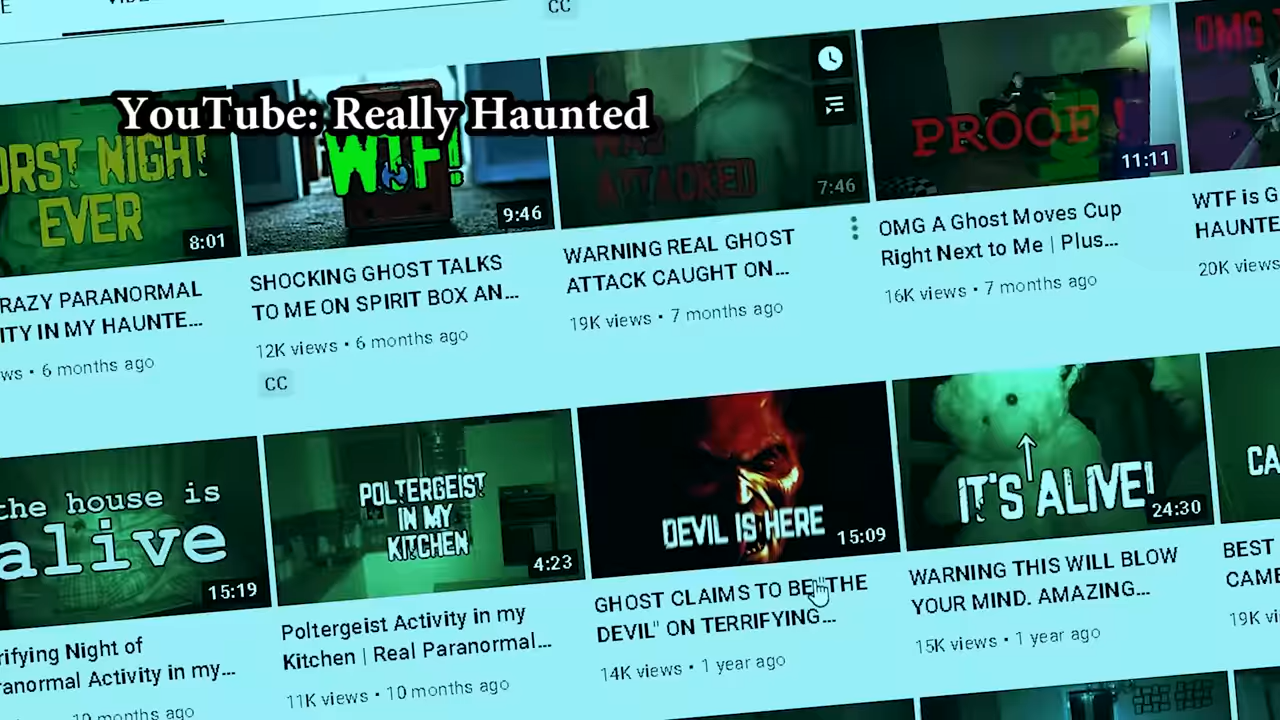 CC
YouTube: Really Haunted
ORST NIGHT
EVER
8:01
WTF!
9:46
WAS
ATTACKED
7:46
PROOF!
11:11
OMG
RAZY PARANORMAL
ITY IN MY HAUNTE...
ws • 6 months ago
SHOCKING GHOST TALKS
TO ME ON SPIRIT BOX AN...
12K views • 6 months ago
CC
WARNING REAL GHOST
ATTACK CAUGHT ON...
19K views • 7 months ago
OMG A Ghost Moves Cup
Right Next to Me | Plus...
16K views • 7 months ago
WTF is G
HAUNTE
20K views
the house is
alive
15:19
POLTERGEIST
IN MY
KITCHEN
4:23
DEVIL IS HERE
15:09
IT'S ALIVE!
24:30
CA
rifying Night of
ranormal Activity in my...
10 months ago
Poltergeist Activity in my
Kitchen | Real Paranormal...
11K views • 10 months ago
GHOST CLAIMS TO BE "THE
DEVIL" ON TERRIFYING...
14K views • 1 year ago
WARNING THIS WILL BLOW
YOUR MIND. AMAZING...
15K views • 1 year ago
BEST
CAME
19K vi